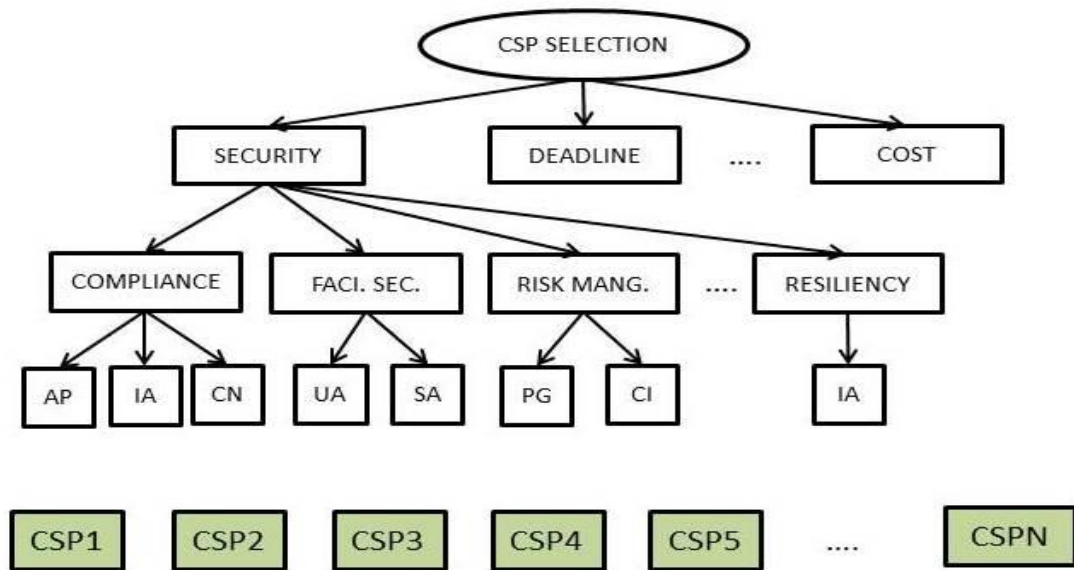 CSP SELECTION
SECURITY
DEADLINE
....
COST
COMPLIANCE
FACI. SEC.
RISK MANG.
....
RESILIENCY
AP
IA
CN
UA
SA
PG
CI
IA
CSP1
CSP2
CSP3
CSP4
CSP5
....
CSPN